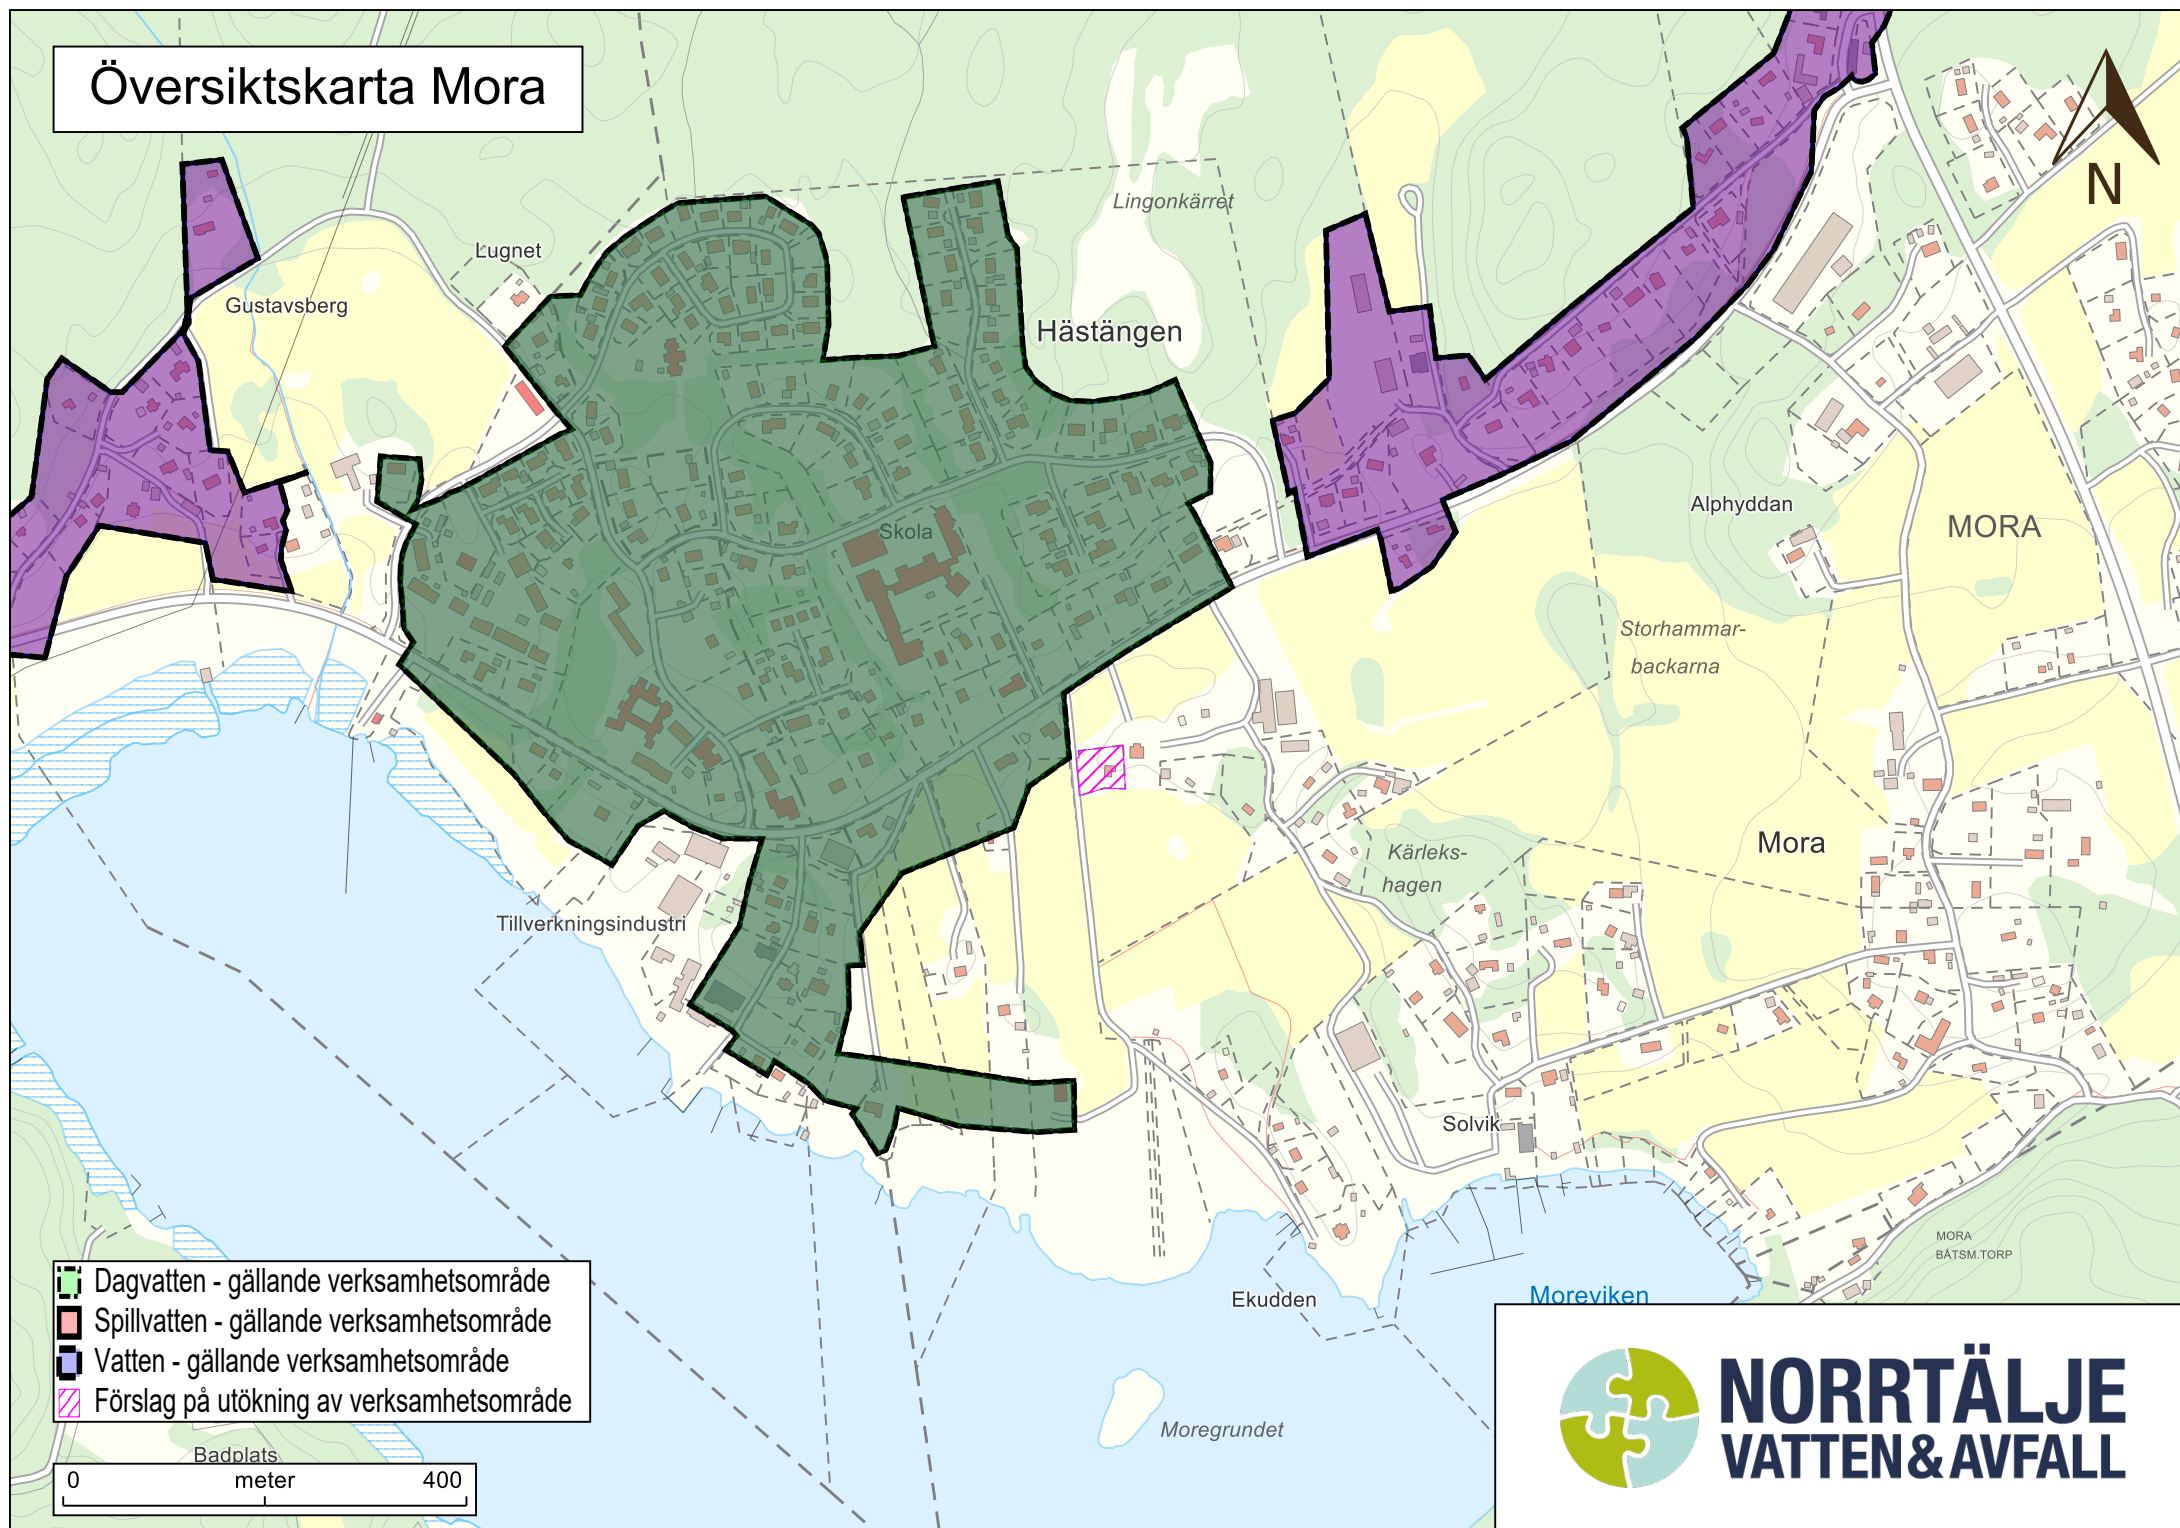 Översiktskarta Mora
N
Lingonkärret
Lugnet
Gustavsberg
Hästängen
Alphyddan
MORA
Skola
Storhammar-
backarna
Mora
Kärleks-
hagen
Tillverkningsindustri
Solvik
MORA
BÅTSM.TORP
Ekudden
Moreviken
Moregrundet
Badplats
Dagvatten - gällande verksamhetsområde
Spillvatten - gällande verksamhetsområde
Vatten - gällande verksamhetsområde
Förslag på utökning av verksamhetsområde
0 meter 400
NORRTÄLJE
VATTEN & AVFALL